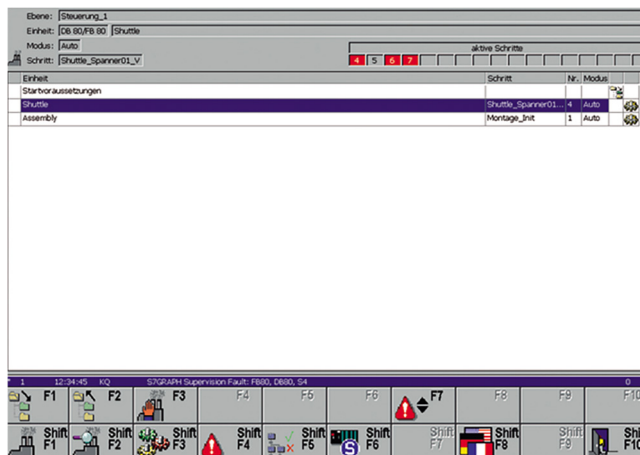 Ebene: Steuerung_1
Einheit: DB 80/FB 80 Shuttle
Modus: Auto
aktive Schritte
Schritt: Shuttle_Spanner01_V
4 5 6 7
Einheit Schritt Nr. Modus
Startvoraussetzungen
Shuttle Shuttle_Spanner01... 4 Auto
Assembly Montage_Init 1 Auto
* 1 12:34:45 KQ S7GRAPH Supervision Fault: FB80, DB80, S4 0
F1 F2 F3 F4 F5 F6 F7 F8 F9 F10
Shift Shift Shift Shift Shift Shift Shift Shift Shift Shift
F1 F2 F3 F4 F5 S F6 F7 F8 F9 F10